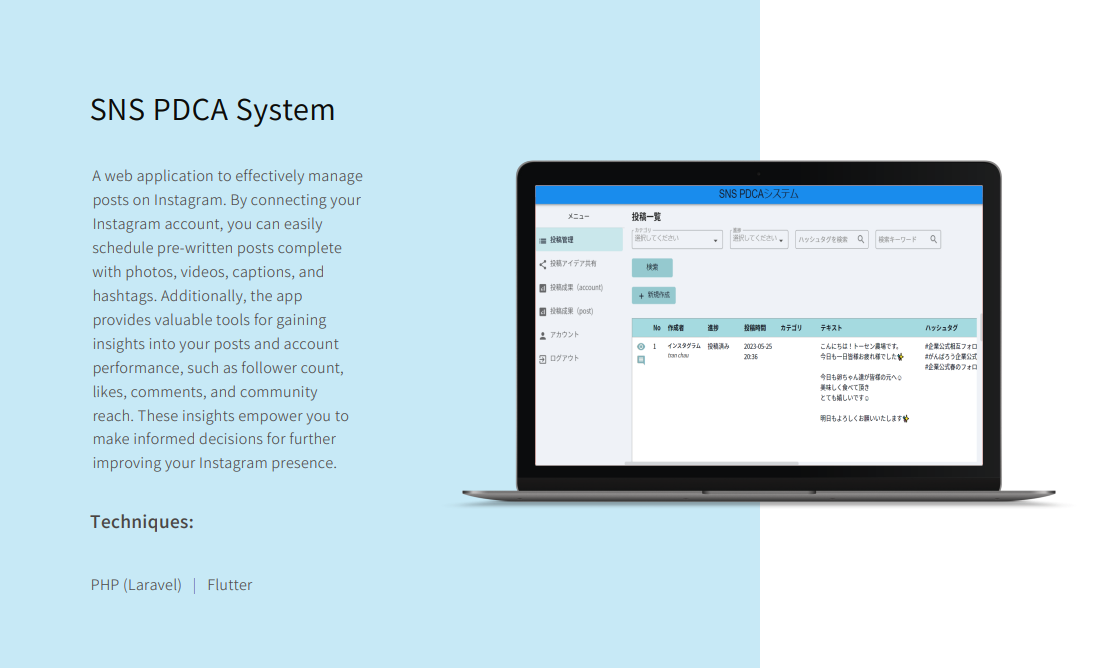 SNS PDCA System
A web application to effectively manage
posts on Instagram. By connecting your
Instagram account, you can easily
schedule pre-written posts complete
with photos, videos, captions, and
hashtags. Additionally, the app
provides valuable tools for gaining
insights into your posts and account
performance, such as follower count,
likes, comments, and community
reach. These insights empower you to
make informed decisions for further
improving your Instagram presence.
Techniques:
PHP (Laravel) | Flutter
SNS PDCAシステム
メニュー
投稿管理
投稿アイデア共有
投稿成果（account）
投稿成果（post）
アカウント
ログアウト
投稿一覧
カテゴリ
選択してください
進捗
選択してください
ハッシュタグを検索
検索キーワード
検索
+ 新規作成
No 作成者 進捗 投稿時間 カテゴリ テキスト ハッシュタグ
1 インスタグラム 投稿済み 2023-05-25 こんにちは！トーセン農場です。 #企業公式相互フォロ
tran chau 20:36 今日も一日皆様お疲れ様でした🌾 #がんばろう企業公式
#企業公式春のフォロ
今日も卵ちゃん達が皆様の元へ☺
美味しく食べて頂き
とても嬉しいです☺
明日もよろしくお願いいたします🌾